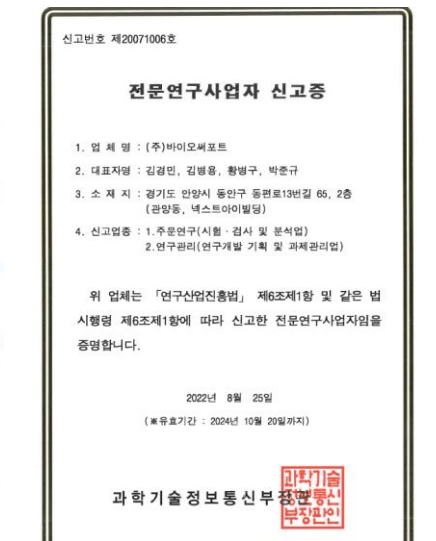 신고번호 제20071006호
전문연구사업자 신고증
1. 업 체 명 : (주)바이오써포트
2. 대표자명 : 김경민, 김병용, 황병구, 박준규
3. 소 재 지 : 경기도 안양시 동안구 동편로13번길 65, 2층
(관양동, 넥스트아이빌딩)
4. 신고업종 : 1.주문연구(시험·검사 및 분석업)
2.연구관리(연구개발 기획 및 과제관리업)
위 업체는 「연구산업진흥법」 제6조제1항 및 같은 법
시행령 제6조제1항에 따라 신고한 전문연구사업자임을
증명합니다.
2022년 8월 25일
(※유효기간 : 2024년 10월 20일까지)
과학기술정보통신부장관
과학기술
정보통신
부장관인